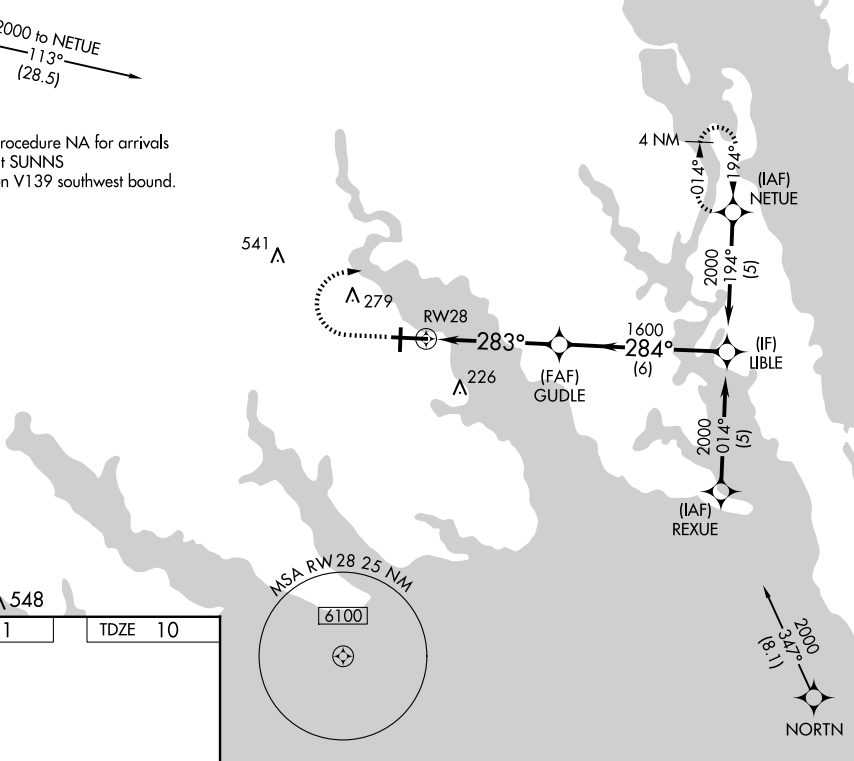 2000 to NETUE
113°
(28.5)
rocedure NA for arrivals
t SUNNS
n V139 southwest bound.
4 NM
014°
194°
(IAF)
NETUE
2000
194°
(5)
541
279
RW28
283°
(FAF)
GUDLE
1600
284°
(6)
(IF)
LIBLE
226
2000
014°
(5)
(IAF)
REXUE
MSA RW28 25 NM
6100
548
1
TDZE 10
2000
347°
(8.1)
NORTN